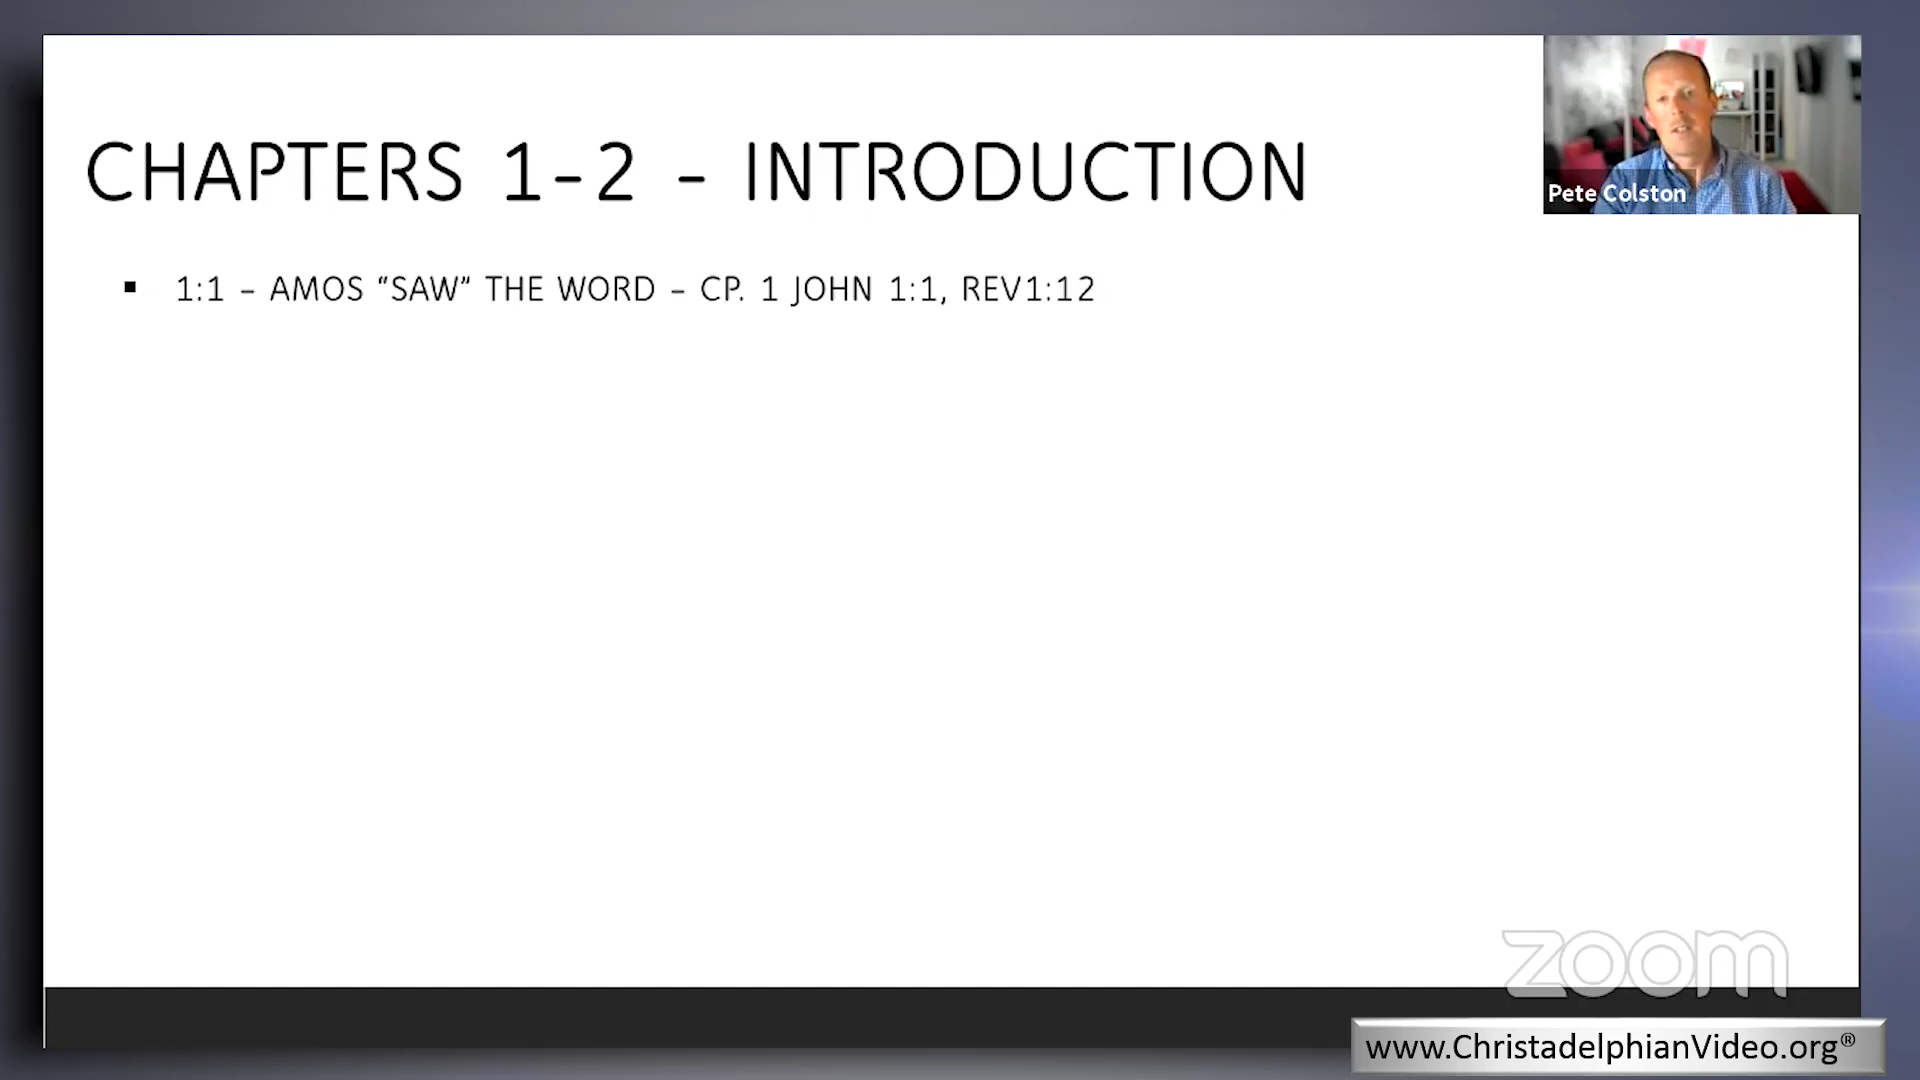 CHAPTERS 1-2 - INTRODUCTION
Pete Colston
▪ 1:1 – AMOS “SAW” THE WORD – CP. 1 JOHN 1:1, REV1:12
zoom
www.ChristadelphianVideo.org®